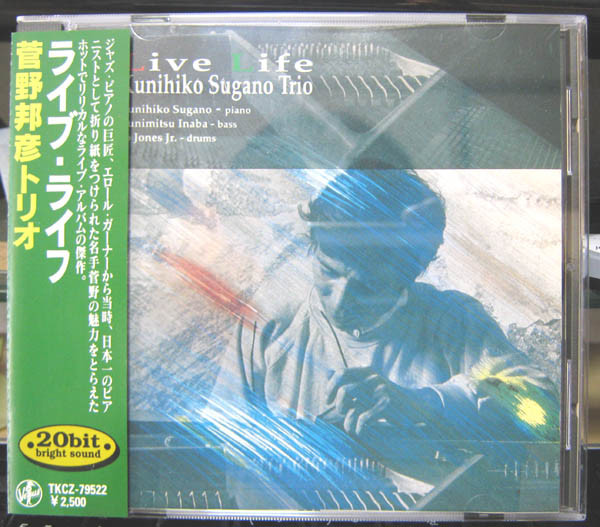 ライブ・ライフ
菅野邦彦トリオ
ジャズ・ピアノの巨匠、エロール・ガーナーから当時、日本一のピア
ニストとして折り紙をつけられた名手菅野の魅力をとらえた
ホットでリリカルなライブ・アルバムの傑作。
20bit
bright sound
TKCZ-79522
¥2,500
Live Life
Kunihiko Sugano Trio
unihiko Sugano - piano
unimitsu Inaba - bass
Jones Jr. - drums